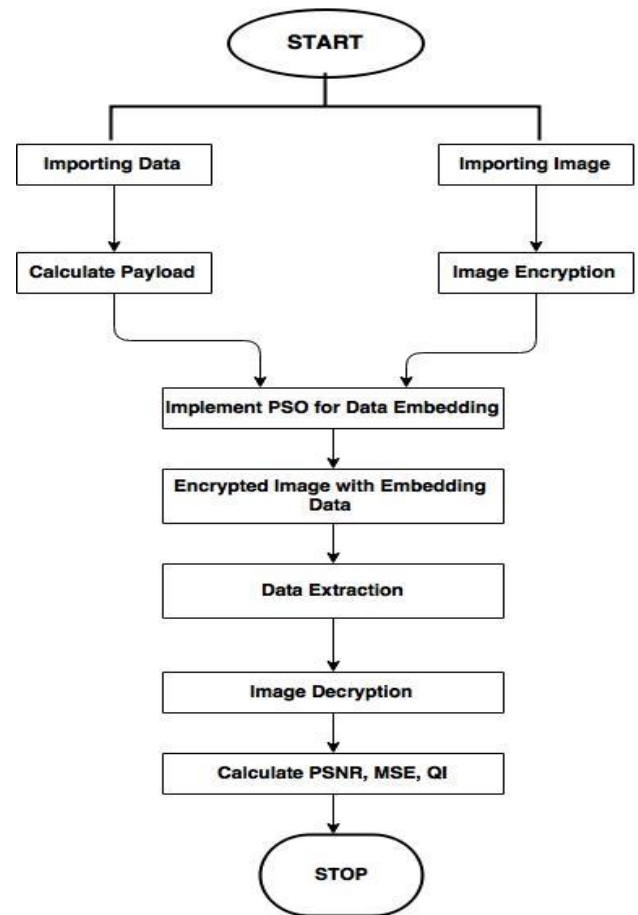 START
Importing Data
Importing Image
Calculate Payload
Image Encryption
Implement PSO for Data Embedding
Encrypted Image with Embedding
Data
Data Extraction
Image Decryption
Calculate PSNR, MSE, QI
STOP